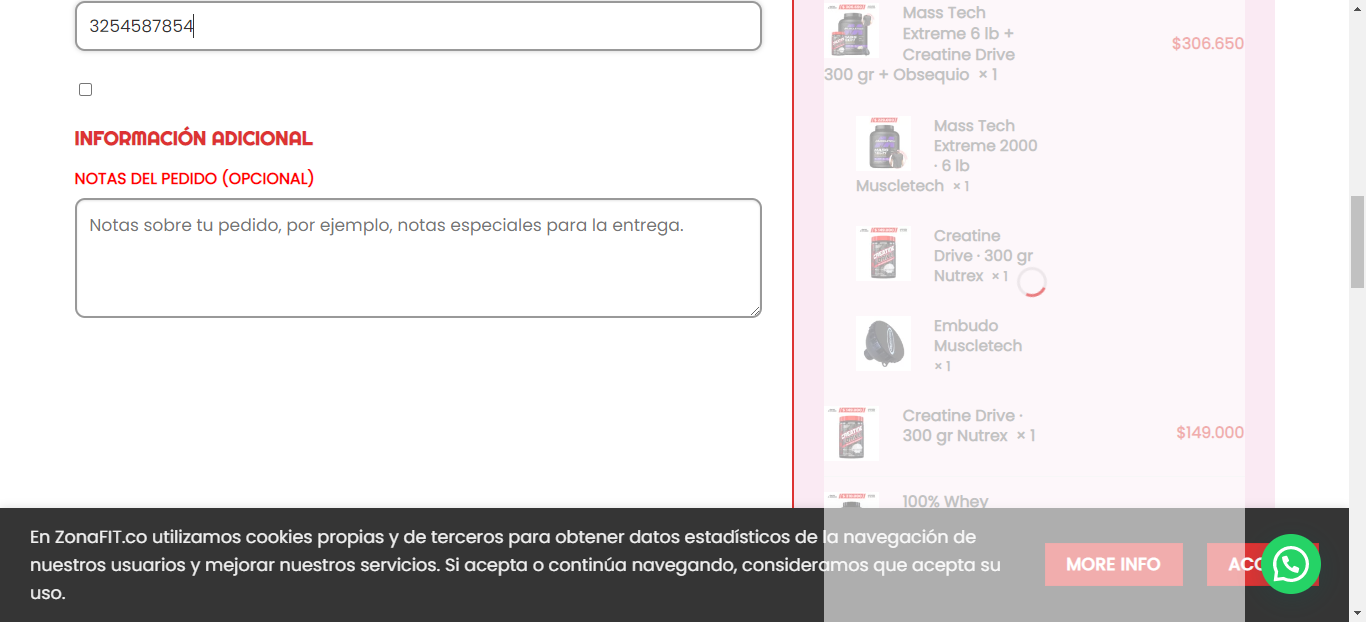 3254587854
INFORMACIÓN ADICIONAL
NOTAS DEL PEDIDO (OPCIONAL)
Notas sobre tu pedido, por ejemplo, notas especiales para la entrega.
Mass Tech
Extreme 6 lb +
Creatine Drive
300 gr + Obsequio × 1
$306.650
Mass Tech
Extreme 2000
· 6 lb
Muscletech × 1
Creatine
Drive · 300 gr
Nutrex × 1
Embudo
Muscletech
× 1
Creatine Drive ·
300 gr Nutrex × 1
$149.000
100% Whey
En ZonaFIT.co utilizamos cookies propias y de terceros para obtener datos estadísticos de la navegación de
nuestros usuarios y mejorar nuestros servicios. Si acepta o continúa navegando, consideramos que acepta su
uso.
MORE INFO